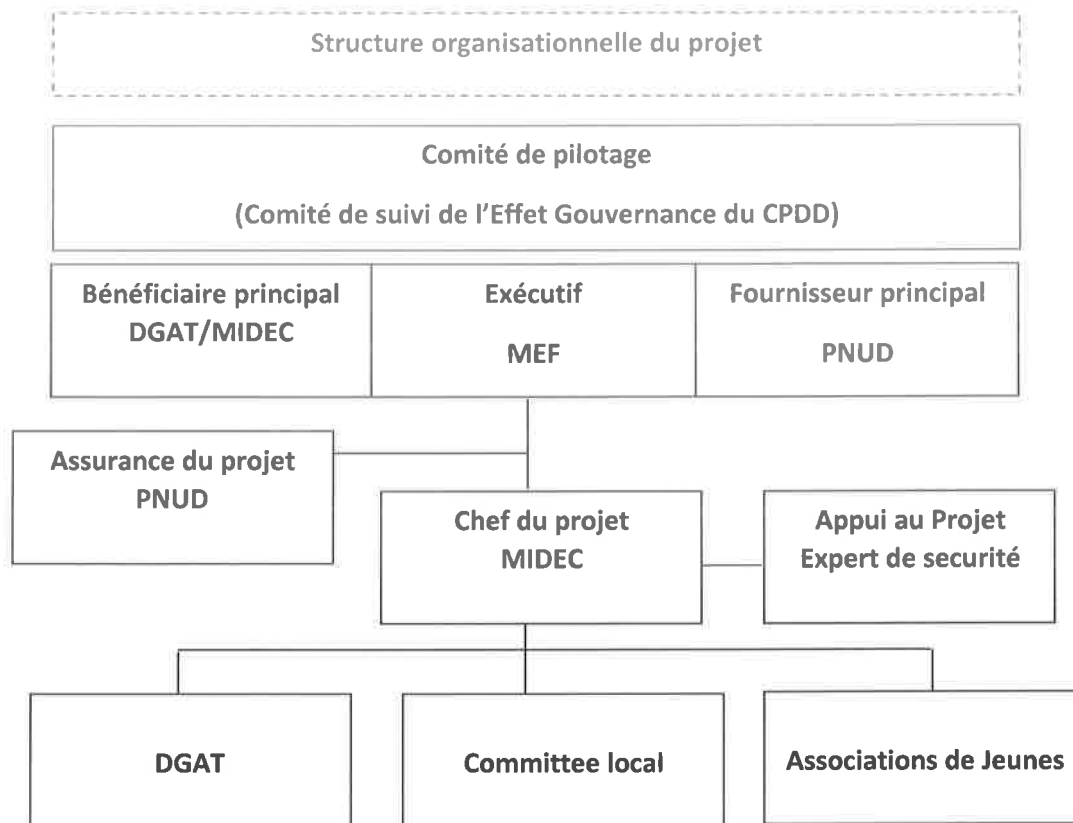 Structure organisationnelle du projet
Comité de pilotage
(Comité de suivi de l'Effet Gouvernance du CPDD)
Bénéficiaire principal
DGAT/MIDEC
Exécutif
MEF
Fournisseur principal
PNUD
Assurance du projet
PNUD
Chef du projet
MIDEC
Appui au Projet
Expert de securité
DGAT
Committee local
Associations de Jeunes